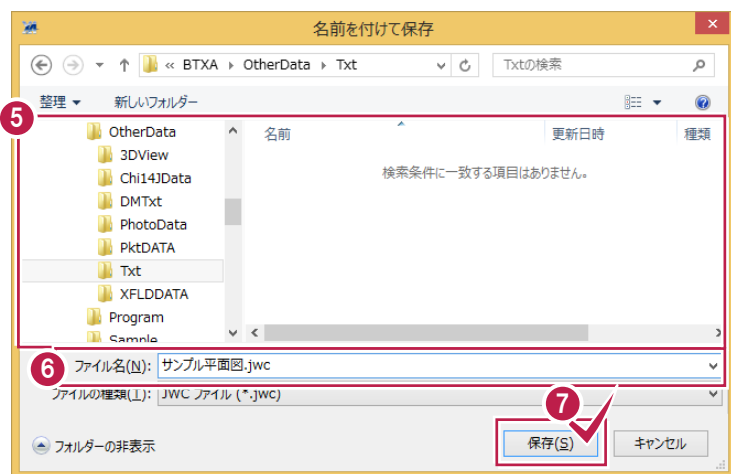 名前を付けて保存
« BTXA ▸ OtherData ▸ Txt
Txtの検索
整理 ▼ 新しいフォルダー
5
OtherData
3DView
Chi14JData
DMTxt
PhotoData
PktDATA
Txt
XFLDDATA
Program
Sample
名前 更新日時 種類
検索条件に一致する項目はありません。
6
ファイル名(N): サンプル平面図.jwc
ファイルの種類(T): JWC ファイル (*.jwc)
7
フォルダーの非表示
保存(S) キャンセル